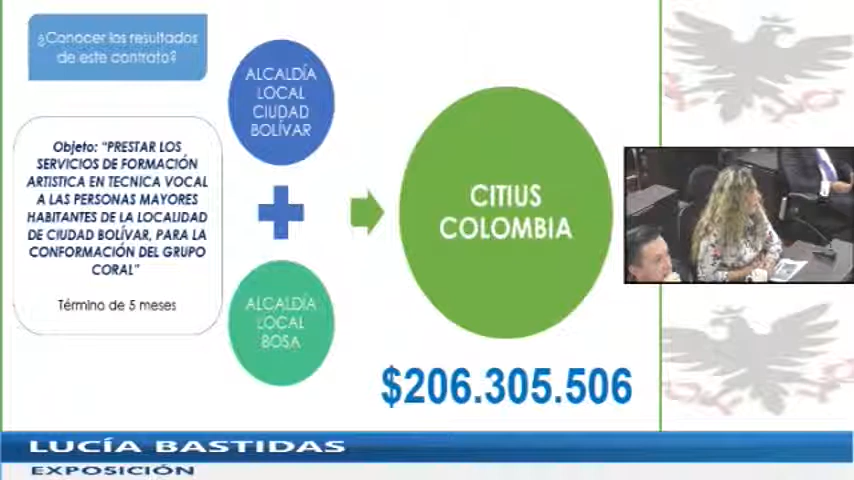 ¿Conocer los resultados
de este contrato?
Objeto: "PRESTAR LOS
SERVICIOS DE FORMACIÓN
ARTISTICA EN TECNICA VOCAL
A LAS PERSONAS MAYORES
HABITANTES DE LA LOCALIDAD
DE CIUDAD BOLÍVAR, PARA LA
CONFORMACIÓN DEL GRUPO
CORAL"
Término de 5 meses
ALCALDÍA
LOCAL
CIUDAD
BOLÍVAR
ALCALDÍA
LOCAL
BOSA
CITIUS
COLOMBIA
$206.305.506
LUCÍA BASTIDAS
EXPOSICIÓN